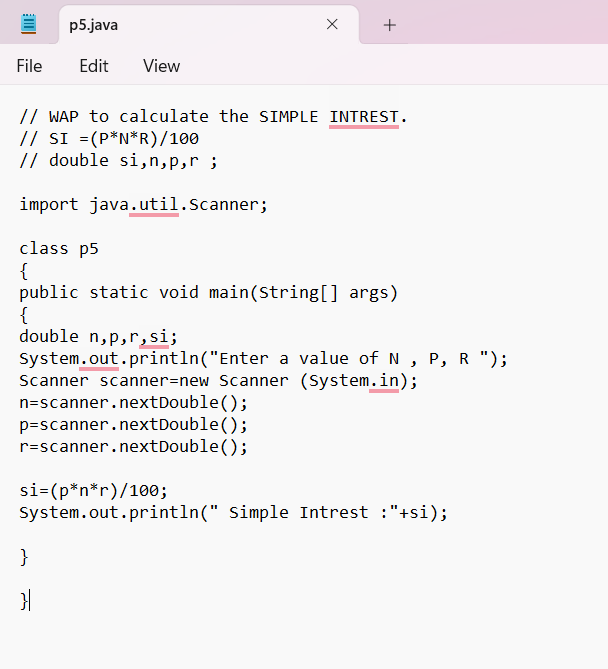 p5.java
File Edit View
// WAP to calculate the SIMPLE INTREST.
// SI =(P*N*R)/100
// double si,n,p,r ;
import java.util.Scanner;
class p5
{
public static void main(String[] args)
{
double n,p,r,si;
System.out.println("Enter a value of N , P, R ");
Scanner scanner=new Scanner (System.in);
n=scanner.nextDouble();
p=scanner.nextDouble();
r=scanner.nextDouble();
si=(p*n*r)/100;
System.out.println(" Simple Intrest :"+si);
}
}